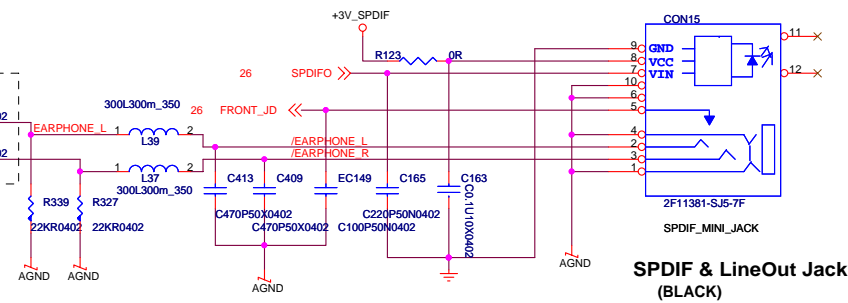 +3V_SPDIF
CON15
R123
0R
9
8
7
10
6
5
4
2
3
1
GND
VCC
VIN
11
12
26
SPDIFO
26
FRONT_JD
300L300m_350
02
EARPHONE_L
1
2
L39
/EARPHONE_L
/EARPHONE_R
02
1
2
L37
300L300m_350
C413
C409
EC149
C165
C163
R339
R327
22KR0402
22KR0402
C470P50X0402
C470P50X0402
C220P50N0402
C100P50N0402
C0.1U10X0402
2F11381-SJ5-7F
SPDIF_MINI_JACK
AGND
AGND
AGND
AGND
SPDIF & LineOut Jack
(BLACK)